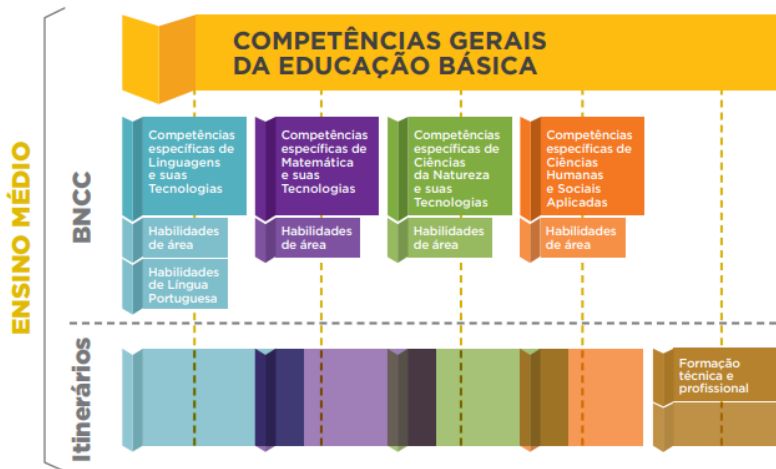 COMPETÊNCIAS GERAIS
DA EDUCAÇÃO BÁSICA
ENSINO MÉDIO
BNCC
Competências
específicas de
Linguagens
e suas
Tecnologias
Habilidades
de área
Habilidades
de Língua
Portuguesa
Competências
específicas de
Matemática
e suas
Tecnologias
Habilidades
de área
Competências
específicas de
Ciências
da Natureza
e suas
Tecnologias
Habilidades
de área
Competências
específicas de
Ciências
Humanas
e Sociais
Aplicadas
Habilidades
de área
Itinerários
Formação
técnica e
profissional